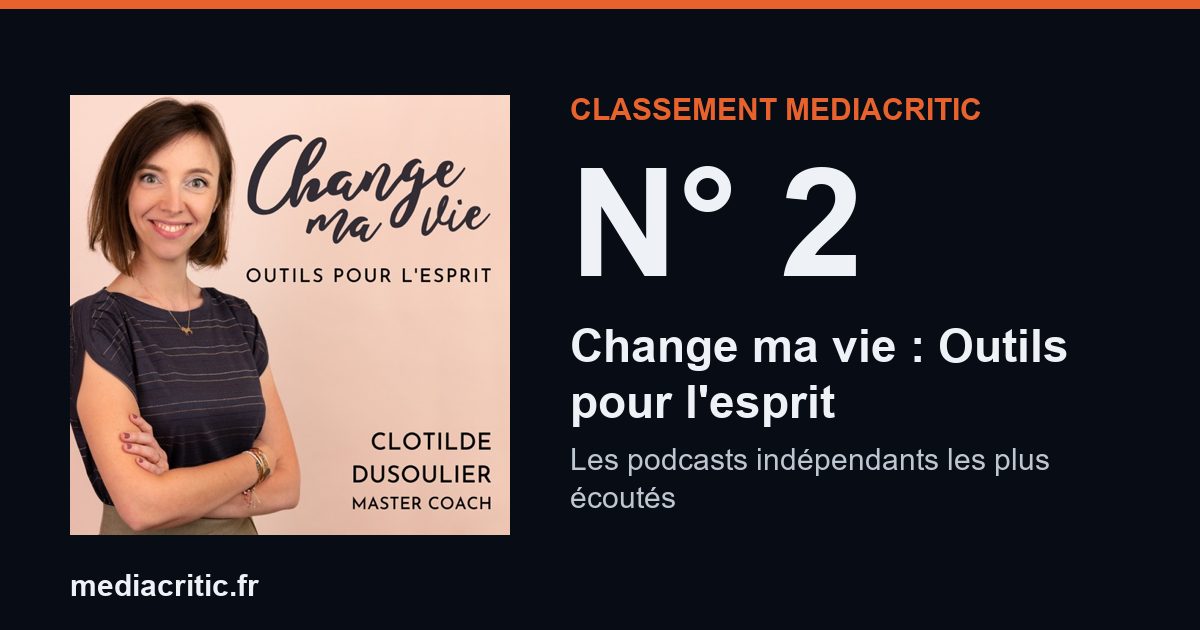 Change
ma vie
OUTILS POUR L'ESPRIT
CLOTILDE
DUSOULIER
MASTER COACH
CLASSEMENT MEDIACRITIC
N° 2
Change ma vie : Outils
pour l'esprit
Les podcasts indépendants les plus
écoutés
mediacritic.fr